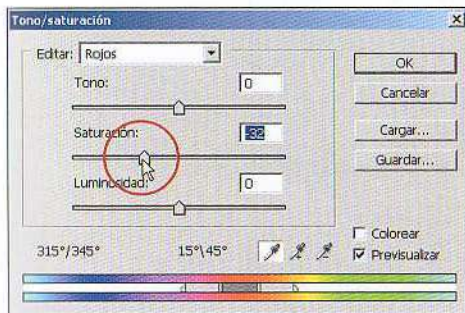 Tono/saturación
Editar: Rojos
Tono: 0
Saturación: -32
Luminosidad: 0
OK
Cancelar
Cargar...
Guardar...
Colorear
Previsualizar
315°/345° 15°\45°